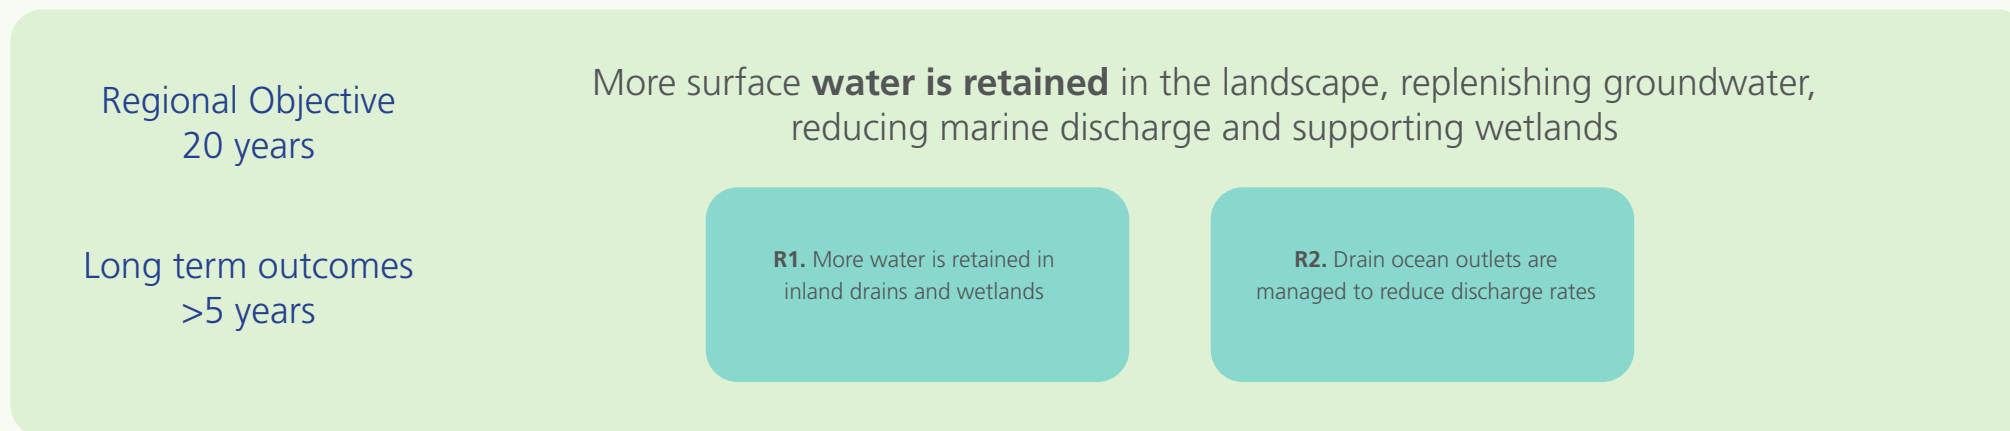 Regional Objective
20 years
More surface water is retained in the landscape, replenishing groundwater,
reducing marine discharge and supporting wetlands
Long term outcomes
>5 years
R1. More water is retained in
inland drains and wetlands
R2. Drain ocean outlets are
managed to reduce discharge rates